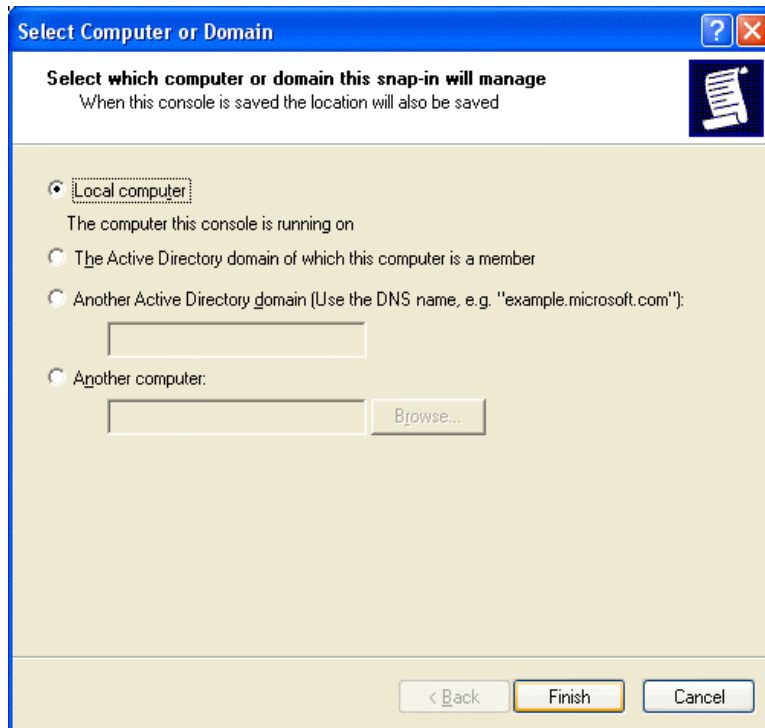 Select Computer or Domain
Select which computer or domain this snap-in will manage
When this console is saved the location will also be saved
Local computer
The computer this console is running on
The Active Directory domain of which this computer is a member
Another Active Directory domain (Use the DNS name, e.g. "example.microsoft.com"):
Another computer:
Browse...
< Back Finish Cancel